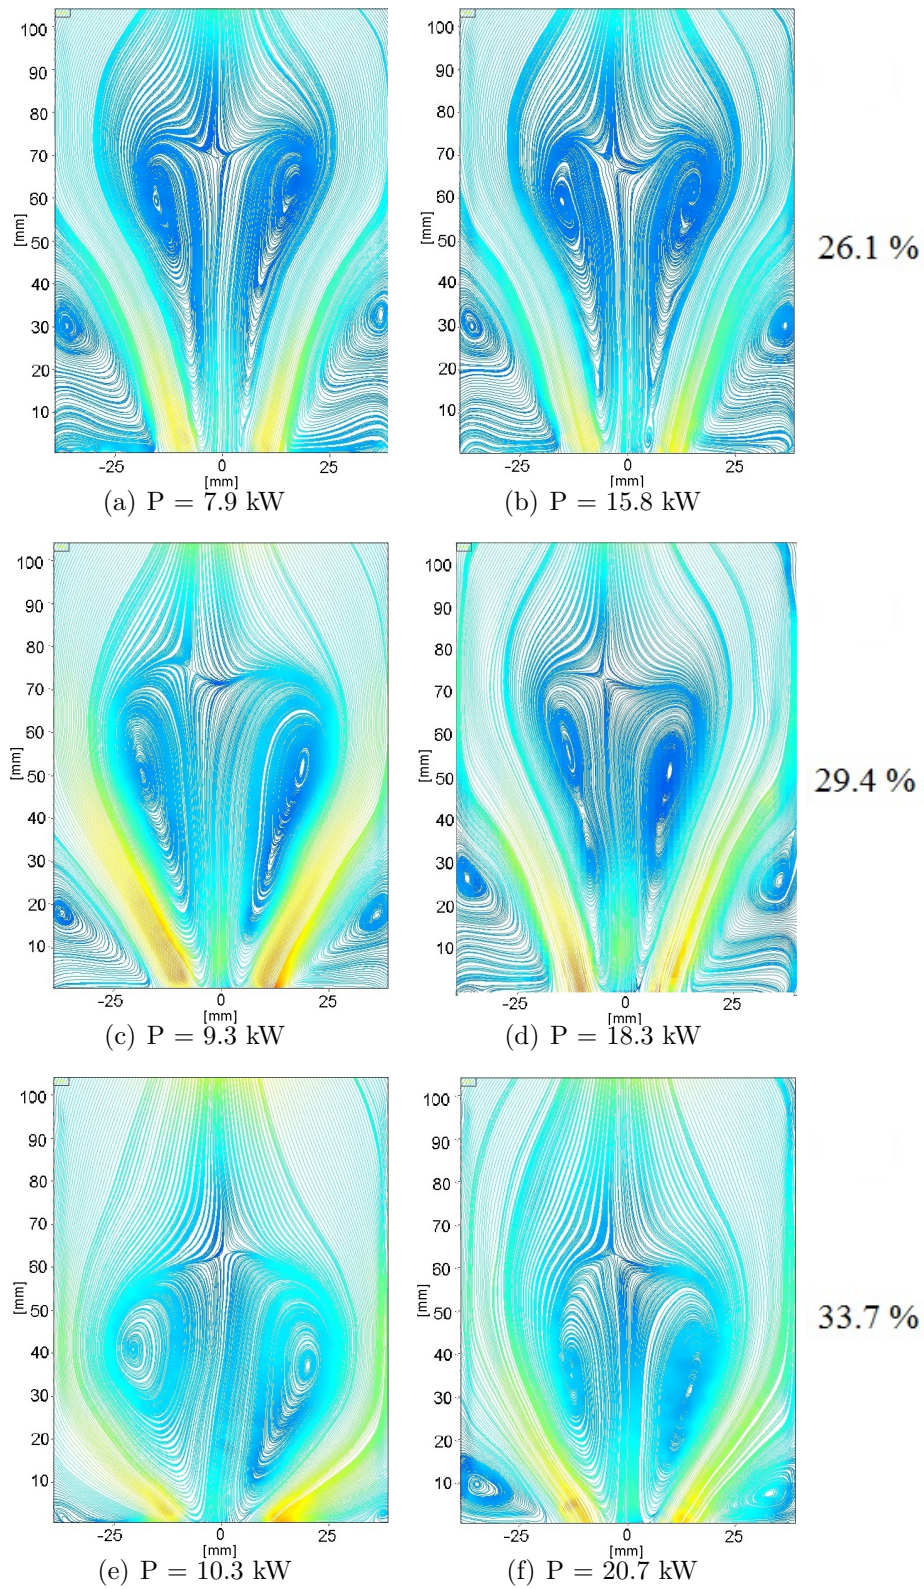 100
90
80
70
60
50
40
30
20
10
[mm]
-25 0 25
[mm]
(a) P = 7.9 kW
100
90
80
70
60
50
40
30
20
10
[mm]
-25 0 25
[mm]
(b) P = 15.8 kW
26.1 %
100
90
80
70
60
50
40
30
20
10
[mm]
-25 0 25
[mm]
(c) P = 9.3 kW
100
90
80
70
60
50
40
30
20
10
[mm]
-25 0 25
[mm]
(d) P = 18.3 kW
29.4 %
100
90
80
70
60
50
40
30
20
10
[mm]
-25 0 25
[mm]
(e) P = 10.3 kW
100
90
80
70
60
50
40
30
20
10
[mm]
-25 0 25
[mm]
(f) P = 20.7 kW
33.7 %